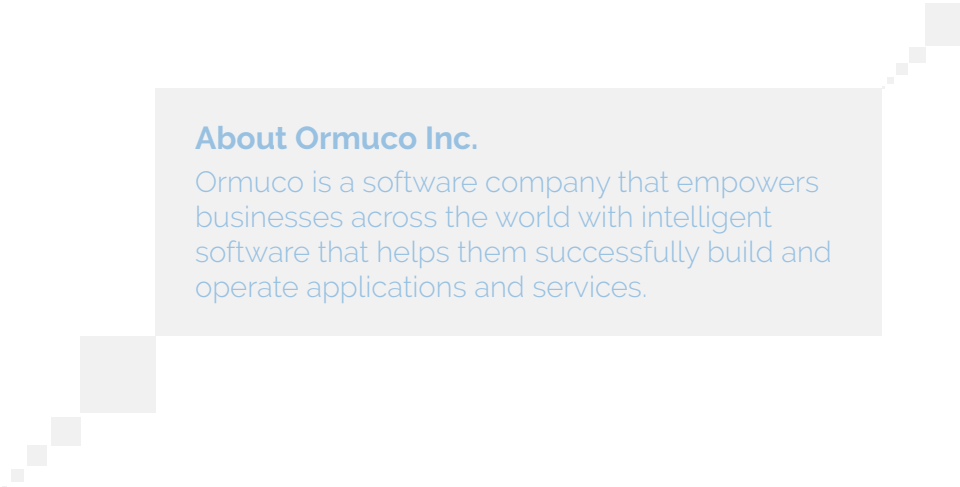 About Ormuco Inc.
Ormuco is a software company that empowers
businesses across the world with intelligent
software that helps them successfully build and
operate applications and services.